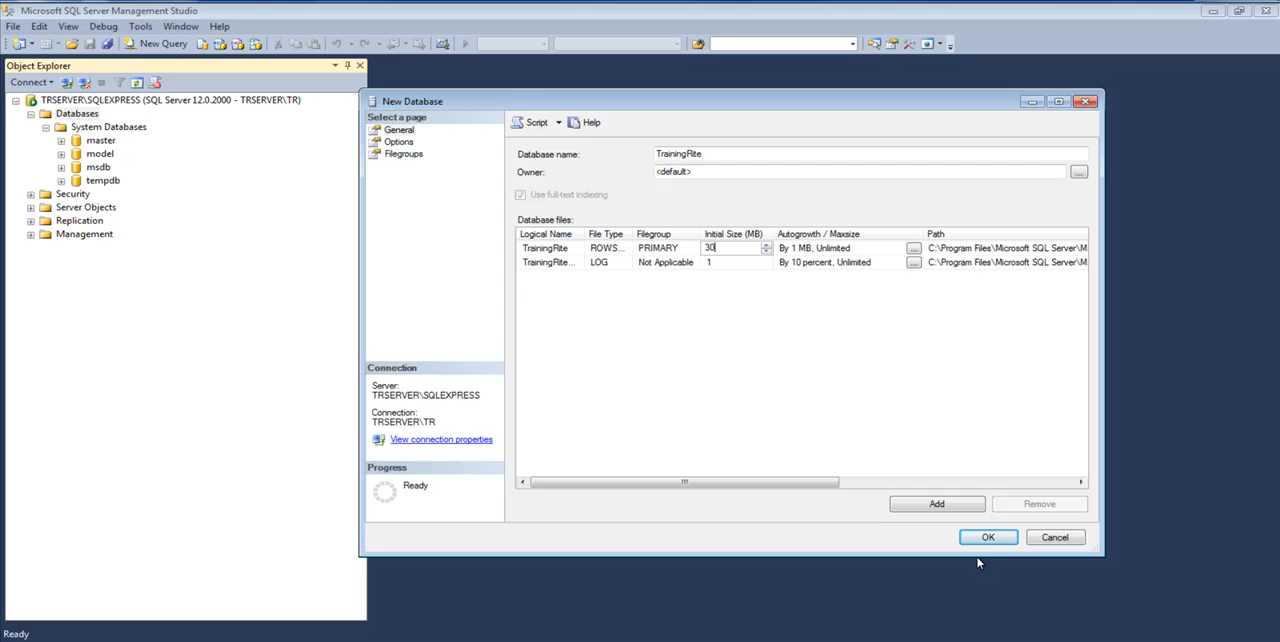 Microsoft SQL Server Management Studio
File Edit View Debug Tools Window Help
New Query
Object Explorer
Connect
TRSERVER\SQLEXPRESS (SQL Server 12.0.2000 - TRSERVER\TR)
Databases
System Databases
master
model
msdb
tempdb
Security
Server Objects
Replication
Management
New Database
Select a page
General
Options
Filegroups
Script Help
Database name: TrainingRite
Owner: <default> ...
Use full-text indexing
Database files:
Logical Name File Type Filegroup Initial Size (MB) Autogrowth / Maxsize Path
TrainingRite ROWS... PRIMARY 30 By 1 MB, Unlimited ... C:\Program Files\Microsoft SQL Server\M
TrainingRite... LOG Not Applicable 1 By 10 percent, Unlimited ... C:\Program Files\Microsoft SQL Server\M
Connection
Server:
TRSERVER\SQLEXPRESS
Connection:
TRSERVER\TR
View connection properties
Progress
Ready
Add Remove
OK Cancel
Ready